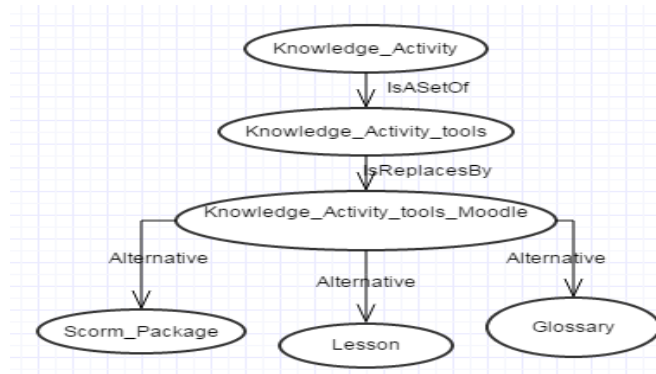 Knowledge_Activity
IsASetOf
Knowledge_Activity_tools
IsReplacesBy
Knowledge_Activity_tools_Moodle
Alternative
Alternative
Alternative
Scorm_Package
Lesson
Glossary